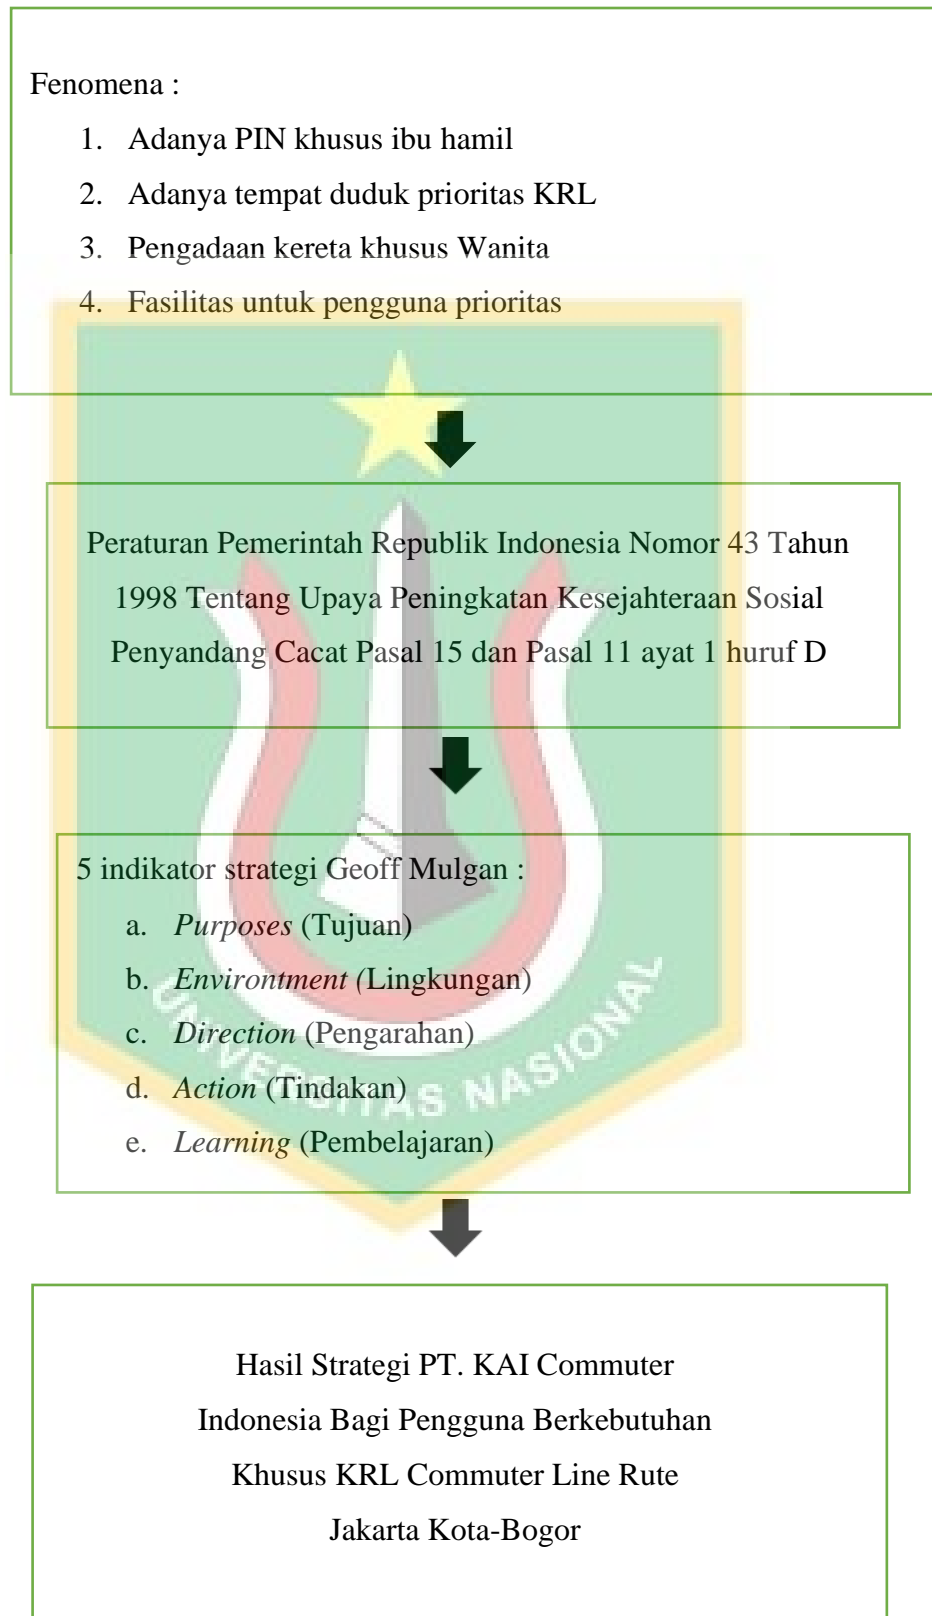 Fenomena :
1. Adanya PIN khusus ibu hamil
2. Adanya tempat duduk prioritas KRL
3. Pengadaan kereta khusus Wanita
4. Fasilitas untuk pengguna prioritas
Peraturan Pemerintah Republik Indonesia Nomor 43 Tahun
1998 Tentang Upaya Peningkatan Kesejahteraan Sosial
Penyandang Cacat Pasal 15 dan Pasal 11 ayat 1 huruf D
5 indikator strategi Geoff Mulgan :
a. Purposes (Tujuan)
b. Environtment (Lingkungan)
c. Direction (Pengarahan)
d. Action (Tindakan)
e. Learning (Pembelajaran)
UNIVERSITAS NASIONAL
Hasil Strategi PT. KAI Commuter
Indonesia Bagi Pengguna Berkebutuhan
Khusus KRL Commuter Line Rute
Jakarta Kota-Bogor